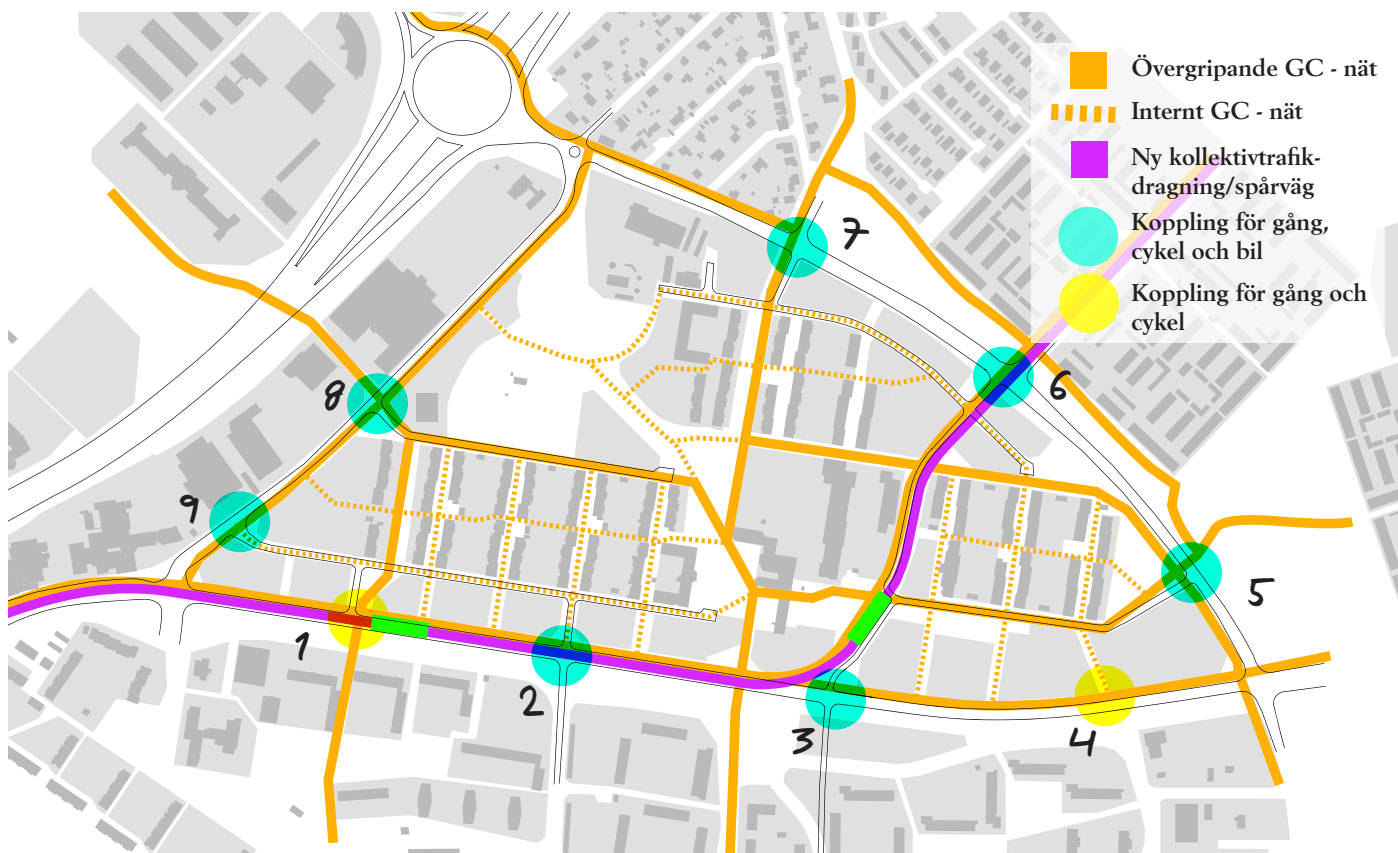 Övergripande GC - nät
Internt GC - nät
Ny kollektivtrafik-
dragning/spårväg
Koppling för gång,
cykel och bil
Koppling för gång och
cykel
7
6
8
9
5
1
2
3
4